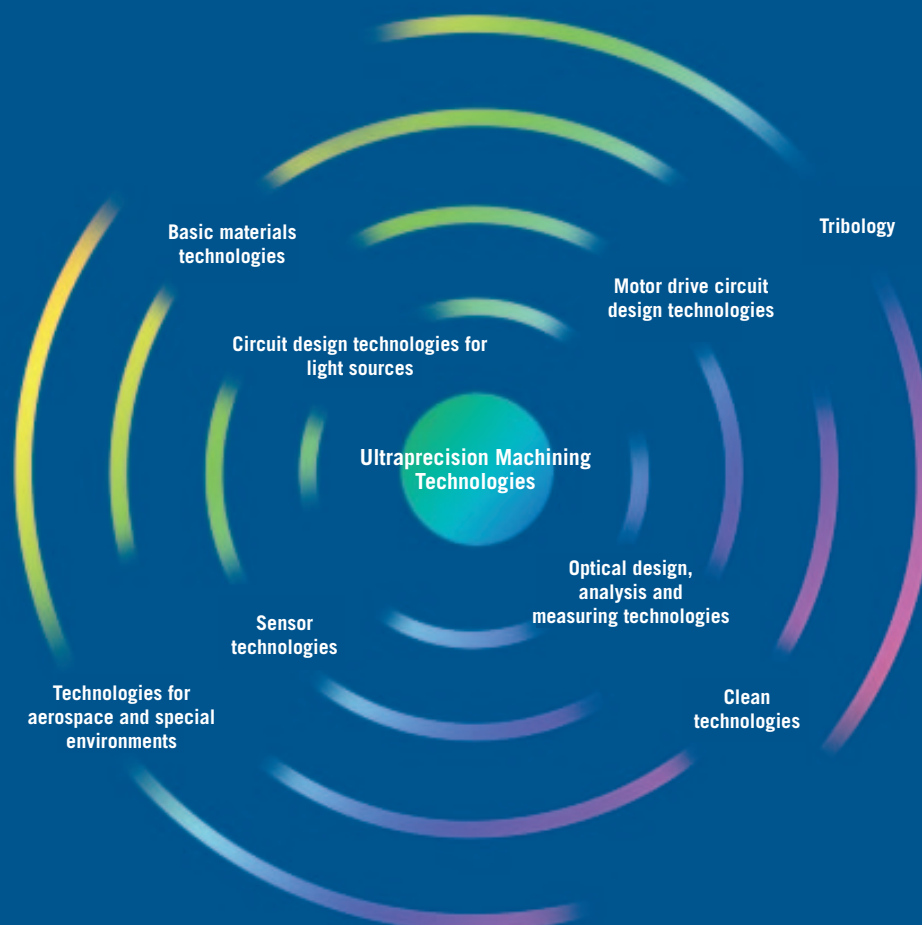 Tribology
Basic materials
technologies
Motor drive circuit
design technologies
Circuit design technologies for
light sources
Ultraprecision Machining
Technologies
Optical design,
analysis and
measuring technologies
Sensor
technologies
Technologies for
aerospace and special
environments
Clean
technologies